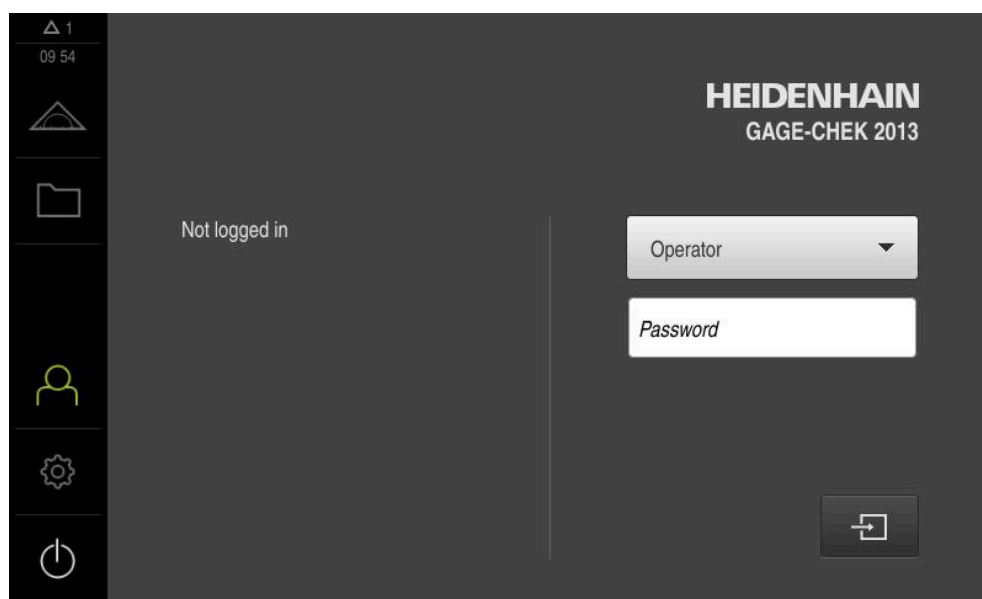 1
09 54
HEIDENHAIN
GAGE-CHEK 2013
Not logged in
Operator
Password